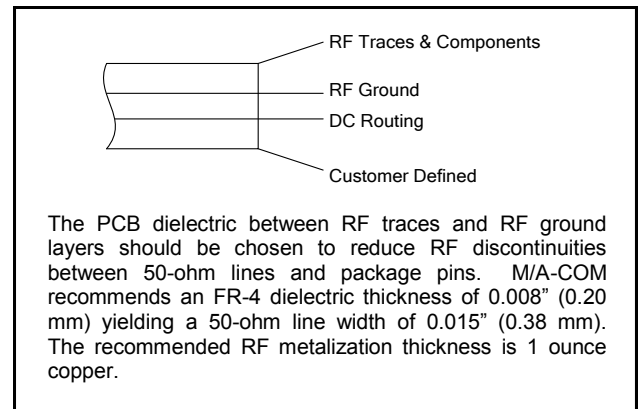 RF Traces & Components
RF Ground
DC Routing
Customer Defined
The PCB dielectric between RF traces and RF ground
layers should be chosen to reduce RF discontinuities
between 50-ohm lines and package pins. M/A-COM
recommends an FR-4 dielectric thickness of 0.008” (0.20
mm) yielding a 50-ohm line width of 0.015” (0.38 mm).
The recommended RF metalization thickness is 1 ounce
copper.